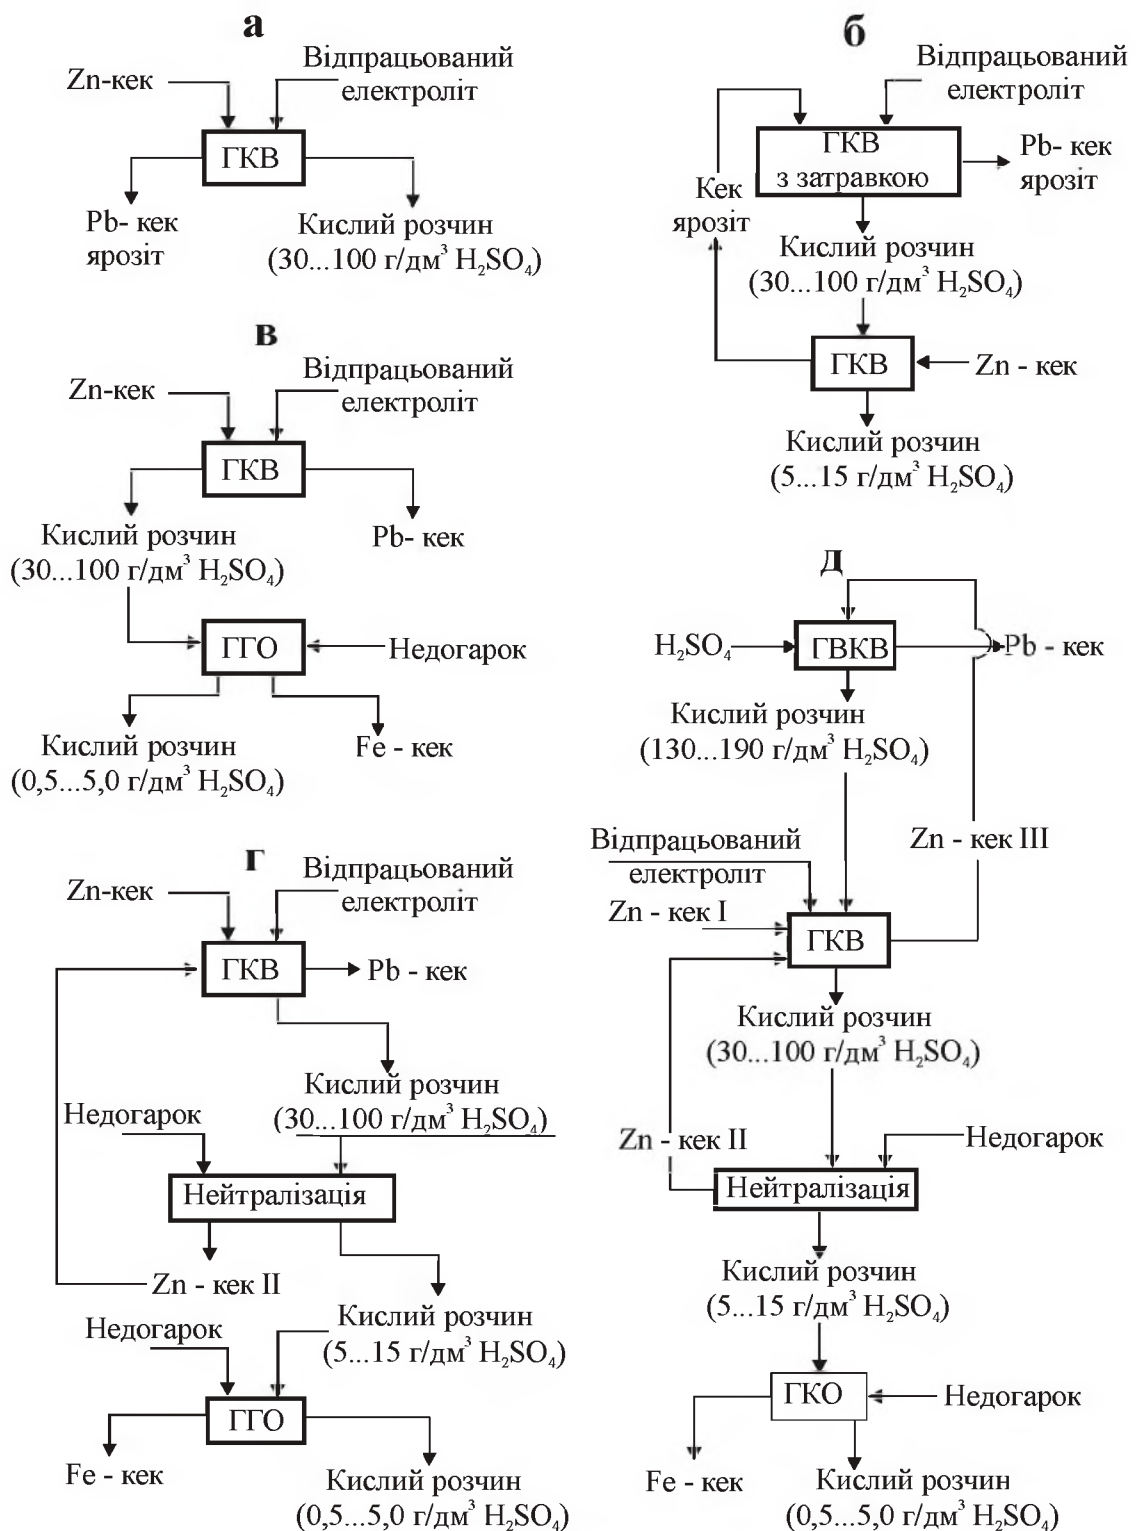 а
Zn-кек
Відпрацьований
електроліт
ГКВ
Pb- кек
ярозіт
Кислий розчин
(30...100 г/дм³ H₂SO₄)
б
Відпрацьований
електроліт
ГКВ
з затравкою
Pb- кек
ярозіт
Кек
ярозіт
Кислий розчин
(30...100 г/дм³ H₂SO₄)
ГКВ
Zn - кек
Кислий розчин
(5...15 г/дм³ H₂SO₄)
в
Zn-кек
Відпрацьований
електроліт
ГКВ
Кислий розчин
(30...100 г/дм³ H₂SO₄)
Pb- кек
ГГО
Недогарок
Кислий розчин
(0,5...5,0 г/дм³ H₂SO₄)
Fe - кек
г
Zn-кек
Відпрацьований
електроліт
ГКВ
Pb - кек
Кислий розчин
(30...100 г/дм³ H₂SO₄)
Недогарок
Нейтралізація
Zn - кек II
Кислий розчин
(5...15 г/дм³ H₂SO₄)
Недогарок
ГГО
Fe - кек
Кислий розчин
(0,5...5,0 г/дм³ H₂SO₄)
д
H₂SO₄
ГВКВ
Pb - кек
Кислий розчин
(130...190 г/дм³ H₂SO₄)
Відпрацьований
електроліт
Zn - кек III
Zn - кек I
ГКВ
Кислий розчин
(30...100 г/дм³ H₂SO₄)
Zn - кек II
Недогарок
Нейтралізація
Кислий розчин
(5...15 г/дм³ H₂SO₄)
ГКО
Недогарок
Fe - кек
Кислий розчин
(0,5...5,0 г/дм³ H₂SO₄)